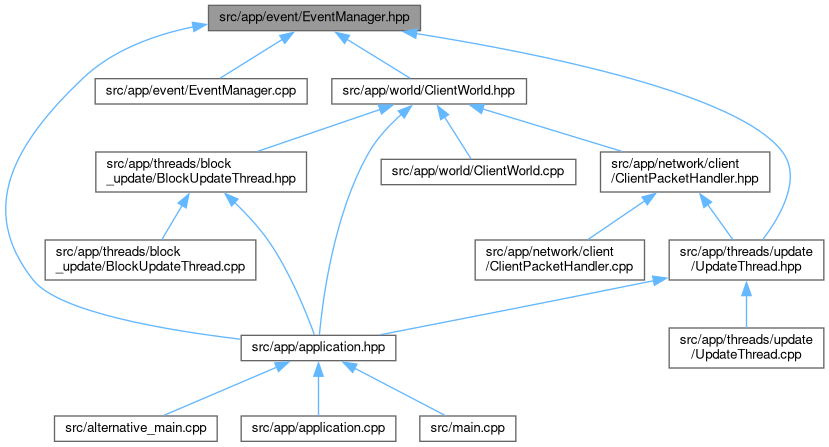 src/app/event/EventManager.hpp
src/app/event/EventManager.cpp
src/app/world/ClientWorld.hpp
src/app/threads/block
_update/BlockUpdateThread.hpp
src/app/world/ClientWorld.cpp
src/app/network/client
/ClientPacketHandler.hpp
src/app/threads/block
_update/BlockUpdateThread.cpp
src/app/network/client
/ClientPacketHandler.cpp
src/app/threads/update
/UpdateThread.hpp
src/app/application.hpp
src/app/threads/update
/UpdateThread.cpp
src/alternative_main.cpp
src/app/application.cpp
src/main.cpp